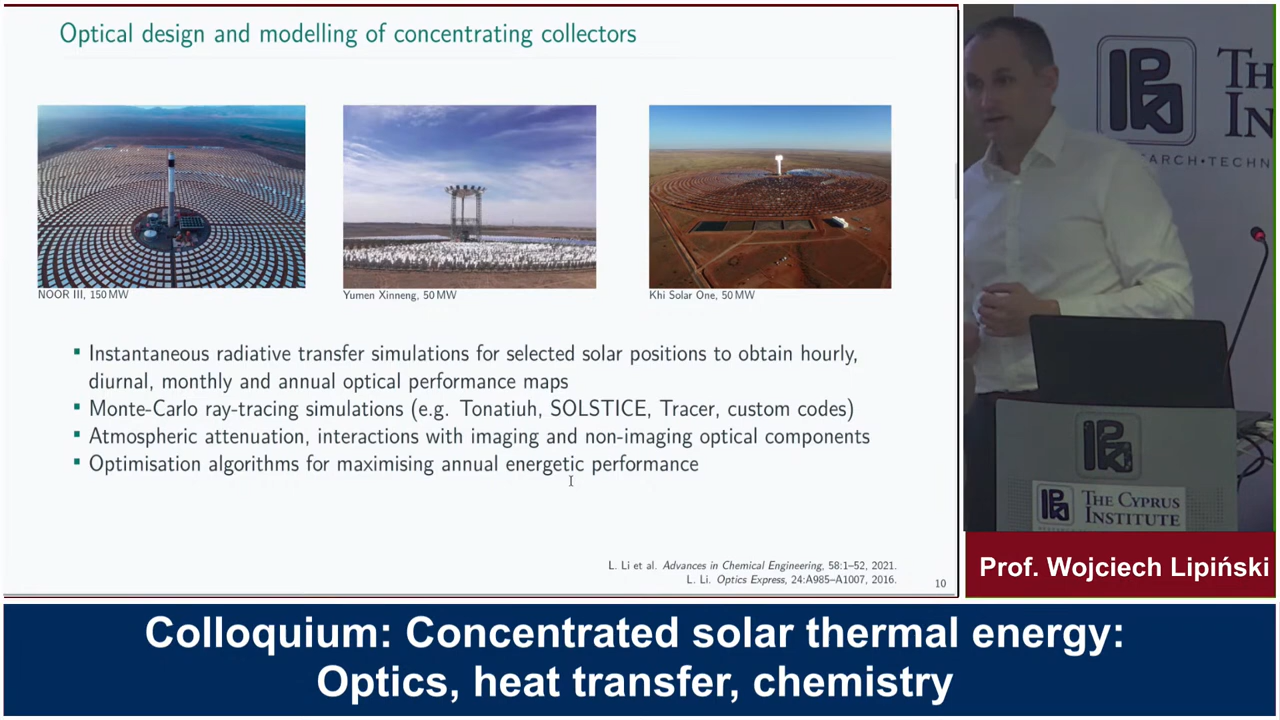 Optical design and modelling of concentrating collectors
NOOR III, 150 MW
Yumen Xinneng, 50 MW
Khi Solar One, 50 MW
Instantaneous radiative transfer simulations for selected solar positions to obtain hourly,
diurnal, monthly and annual optical performance maps
Monte-Carlo ray-tracing simulations (e.g. Tonatiuh, SOLSTICE, Tracer, custom codes)
Atmospheric attenuation, interactions with imaging and non-imaging optical components
Optimisation algorithms for maximising annual energetic performance
L. Li et al. Advances in Chemical Engineering, 58:1–52, 2021.
L. Li. Optics Express, 24:A985–A1007, 2016.
10
TH
IN
ARCH•TECHN
THE CYPRUS
INSTITUTE
Prof. Wojciech Lipiński
Colloquium: Concentrated solar thermal energy:
Optics, heat transfer, chemistry